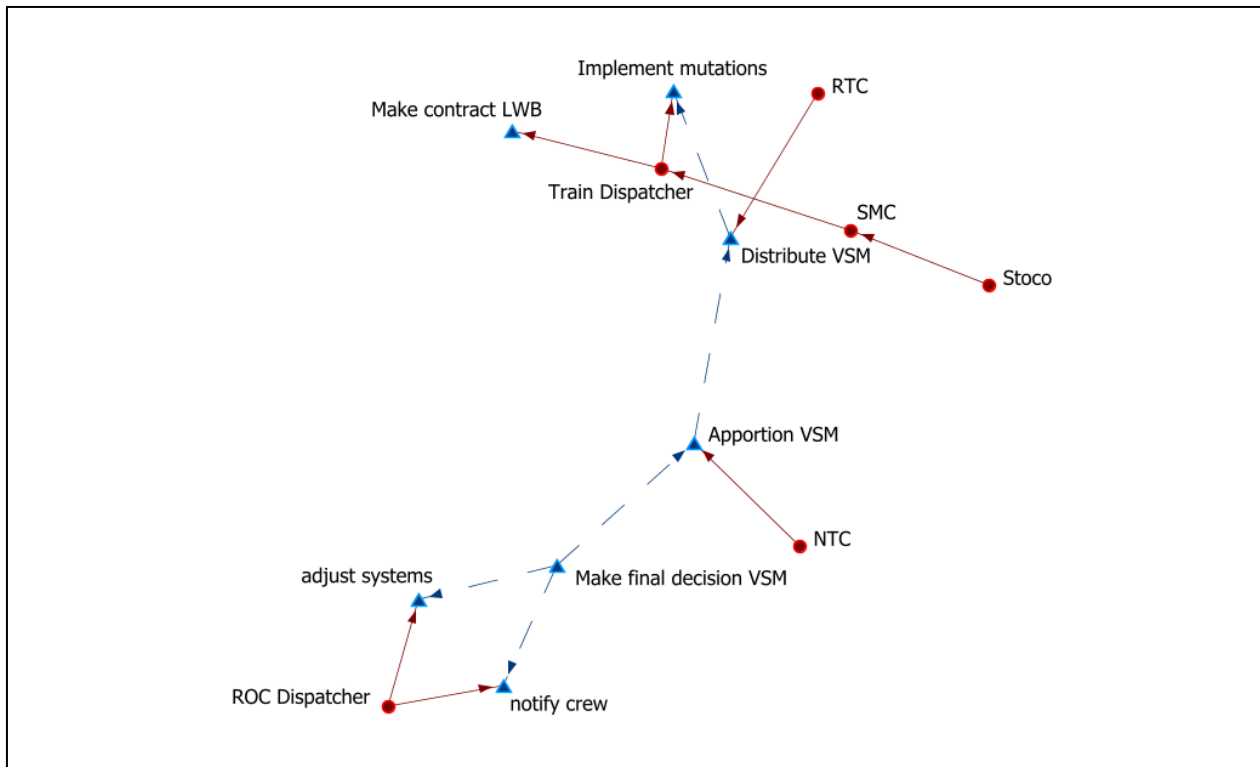 Implement mutations
RTC
Make contract LWB
Train Dispatcher
SMC
Distribute VSM
Stoco
Apportion VSM
NTC
adjust systems
Make final decision VSM
ROC Dispatcher
notify crew